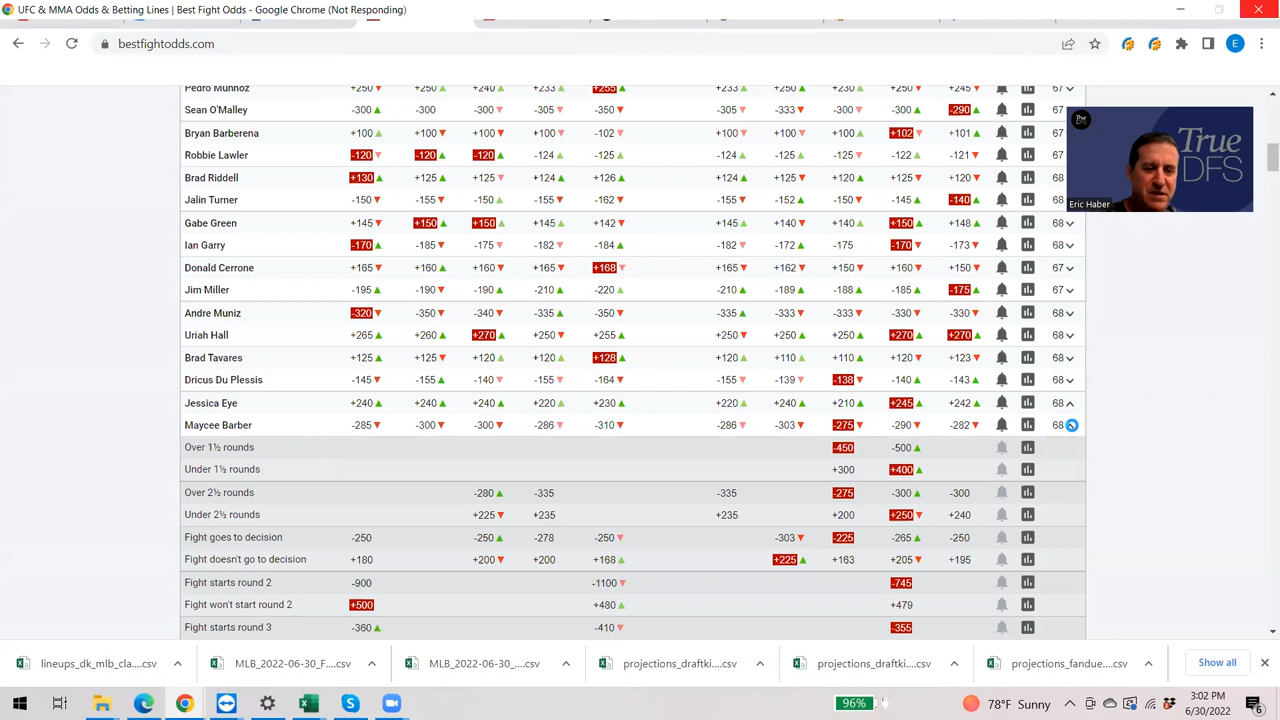 UFC & MMA Odds & Betting Lines | Best Fight Odds - Google Chrome (Not Responding)
bestfightodds.com
E
Pedro Munhoz +250 +250 +240 +233 +255 +233 +250 +230 +250 +245 67
Sean O'Malley -300 -300 -300 -305 -350 -305 -333 -300 -300 -290 67
Bryan Barberena +100 +100 +100 +100 -102 +100 +100 +100 +102 +101 67
Robbie Lawler -120 -120 -120 -124 -125 -124 -125 -125 -122 -121 67
Brad Riddell +130 +125 +125 +124 +126 +124 +125 +120 +125 +120 68
Jalin Turner -150 -155 -150 -155 -162 -155 -152 -150 -145 -140 68
Gabe Green +145 +150 +150 +145 +142 +145 +140 +140 +150 +148 68
Ian Garry -170 -185 -175 -182 -184 -182 -172 -175 -170 -173 68
Donald Cerrone +165 +160 +160 +165 +168 +165 +162 +150 +160 +150 67
Jim Miller -195 -190 -190 -210 -220 -210 -189 -188 -185 -175 67
Andre Muniz -320 -350 -340 -335 -350 -335 -333 -333 -330 -330 68
Uriah Hall +265 +260 +270 +250 +255 +250 +250 +250 +270 +270 68
Brad Tavares +125 +125 +120 +120 +128 +120 +110 +110 +120 +123 68
Dricus Du Plessis -145 -155 -140 -155 -164 -155 -139 -138 -140 -143 68
Jessica Eye +240 +240 +240 +220 +230 +220 +240 +210 +245 +242 68
Maycee Barber -285 -300 -300 -286 -310 -286 -303 -275 -290 -282 68
Over 1½ rounds -450 -500
Under 1½ rounds +300 +400
Over 2½ rounds -280 -335 -335 -275 -300 -300
Under 2½ rounds +225 +235 +235 +200 +250 +240
Fight goes to decision -250 -250 -278 -250 -303 -225 -265 -250
Fight doesn't go to decision +180 +200 +200 +168 +225 +163 +205 +195
Fight starts round 2 -900 -1100 -745
Fight won't start round 2 +500 +480 +479
Fight starts round 3 -360 -410 -355
True
DFS
Eric Haber
lineups_dk_mlb_cla....csv MLB_2022-06-30_F....csv MLB_2022-06-30_....csv projections_draftki....csv projections_draftki....csv projections_fandue....csv Show all
96% 78°F Sunny 3:02 PM
6/30/2022 6